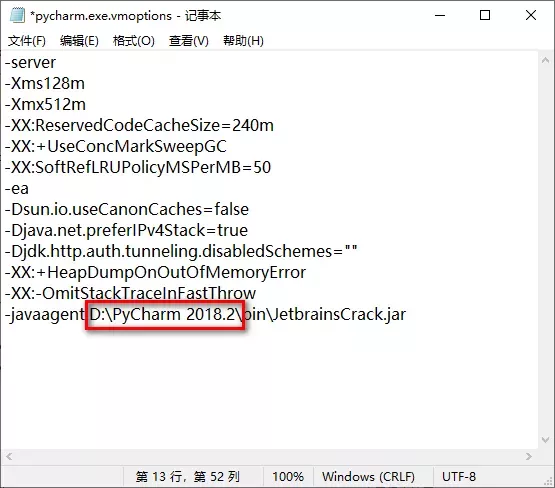 *pycharm.exe.vmoptions - 记事本
文件(F) 编辑(E) 格式(O) 查看(V) 帮助(H)
-server
-Xms128m
-Xmx512m
-XX:ReservedCodeCacheSize=240m
-XX:+UseConcMarkSweepGC
-XX:SoftRefLRUPolicyMSPerMB=50
-ea
-Dsun.io.useCanonCaches=false
-Djava.net.preferIPv4Stack=true
-Djdk.http.auth.tunneling.disabledSchemes=""
-XX:+HeapDumpOnOutOfMemoryError
-XX:-OmitStackTraceInFastThrow
-javaagent:D:\PyCharm 2018.2\bin\JetbrainsCrack.jar
第 13 行，第 52 列 100% Windows (CRLF) UTF-8